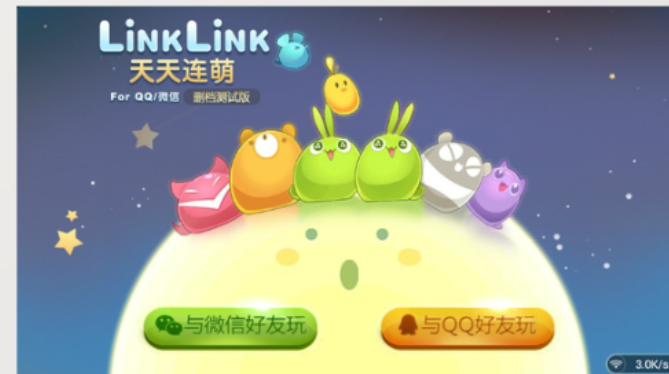 LINKLINK
天天连萌
For QQ/微信 删档测试版
与微信好友玩
与QQ好友玩
3.0K/s